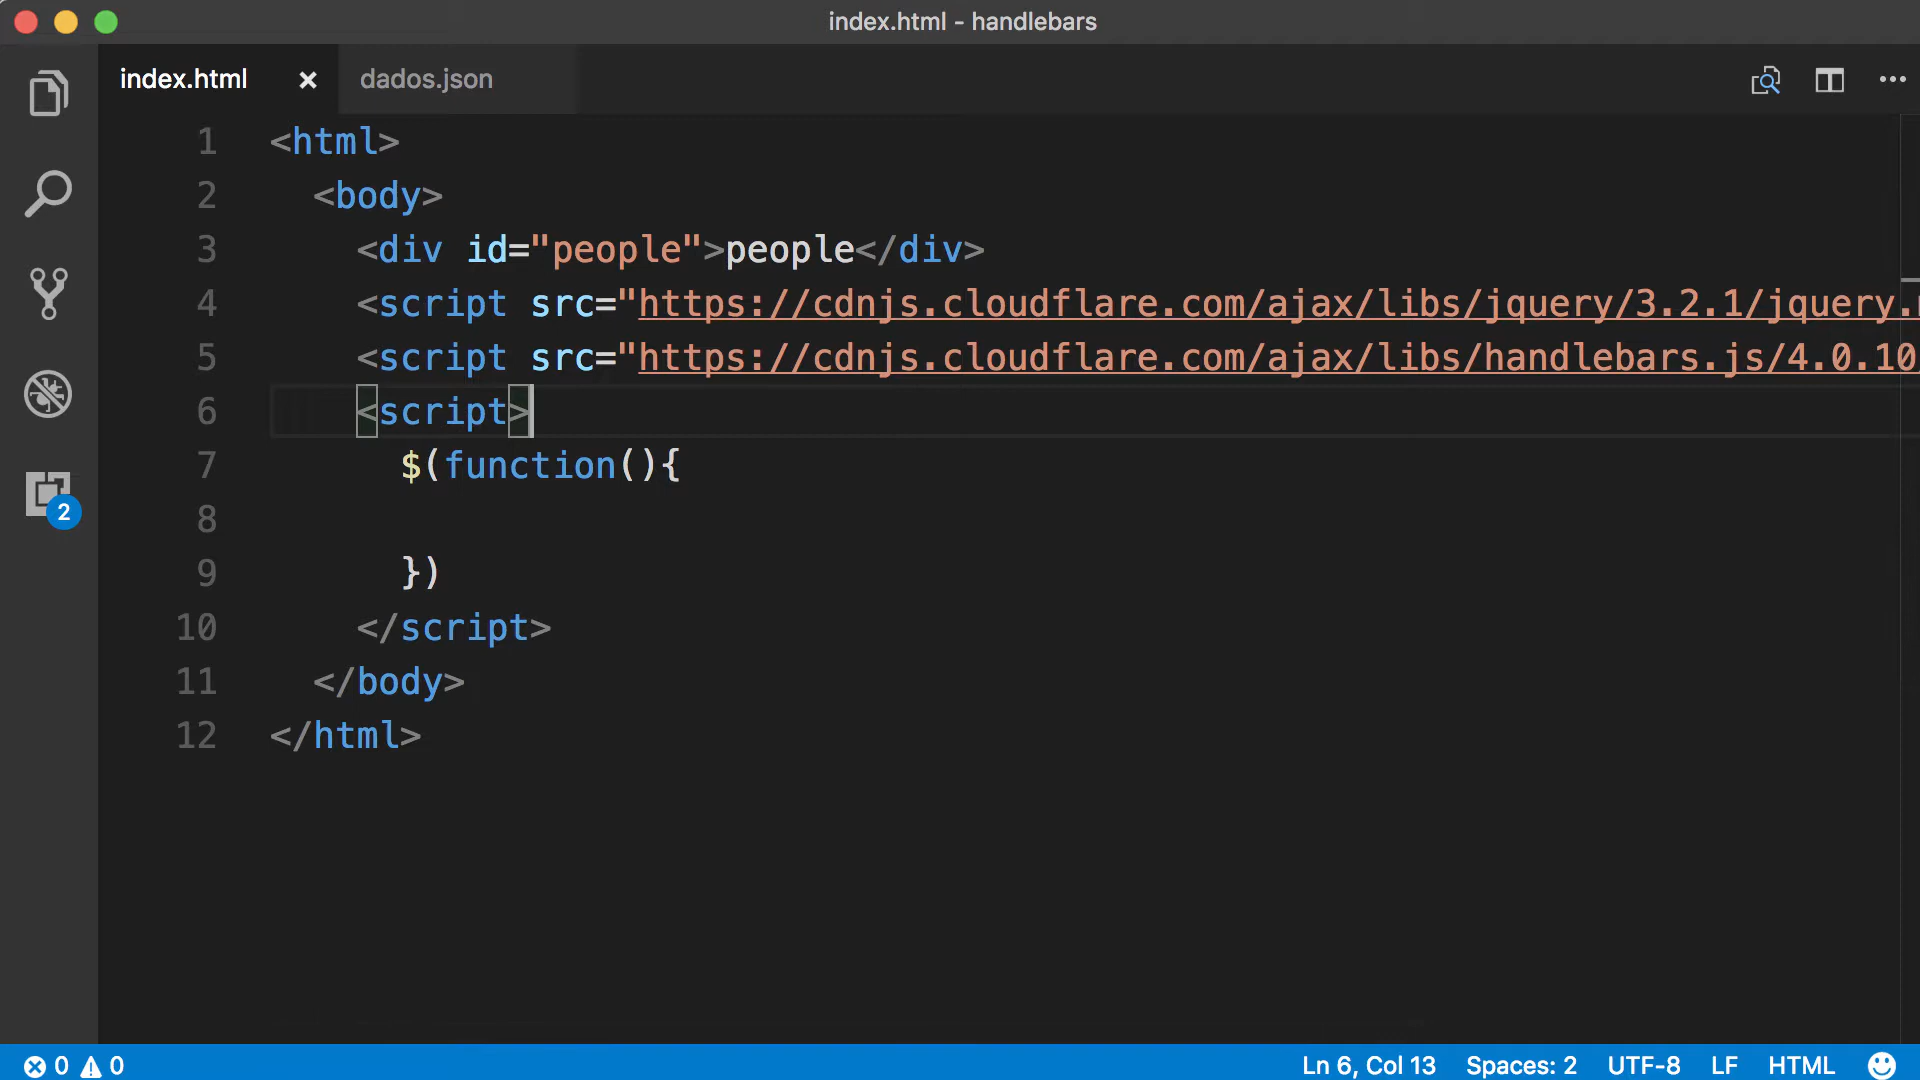 index.html - handlebars
index.html × dados.json
1 <html>
2 <body>
3 <div id="people">people</div>
4 <script src="https://cdnjs.cloudflare.com/ajax/libs/jquery/3.2.1/jquery.
5 <script src="https://cdnjs.cloudflare.com/ajax/libs/handlebars.js/4.0.10
6 <script>
7 $(function(){
8
9 })
10 </script>
11 </body>
12 </html>
2
0 0 Ln 6, Col 13 Spaces: 2 UTF-8 LF HTML